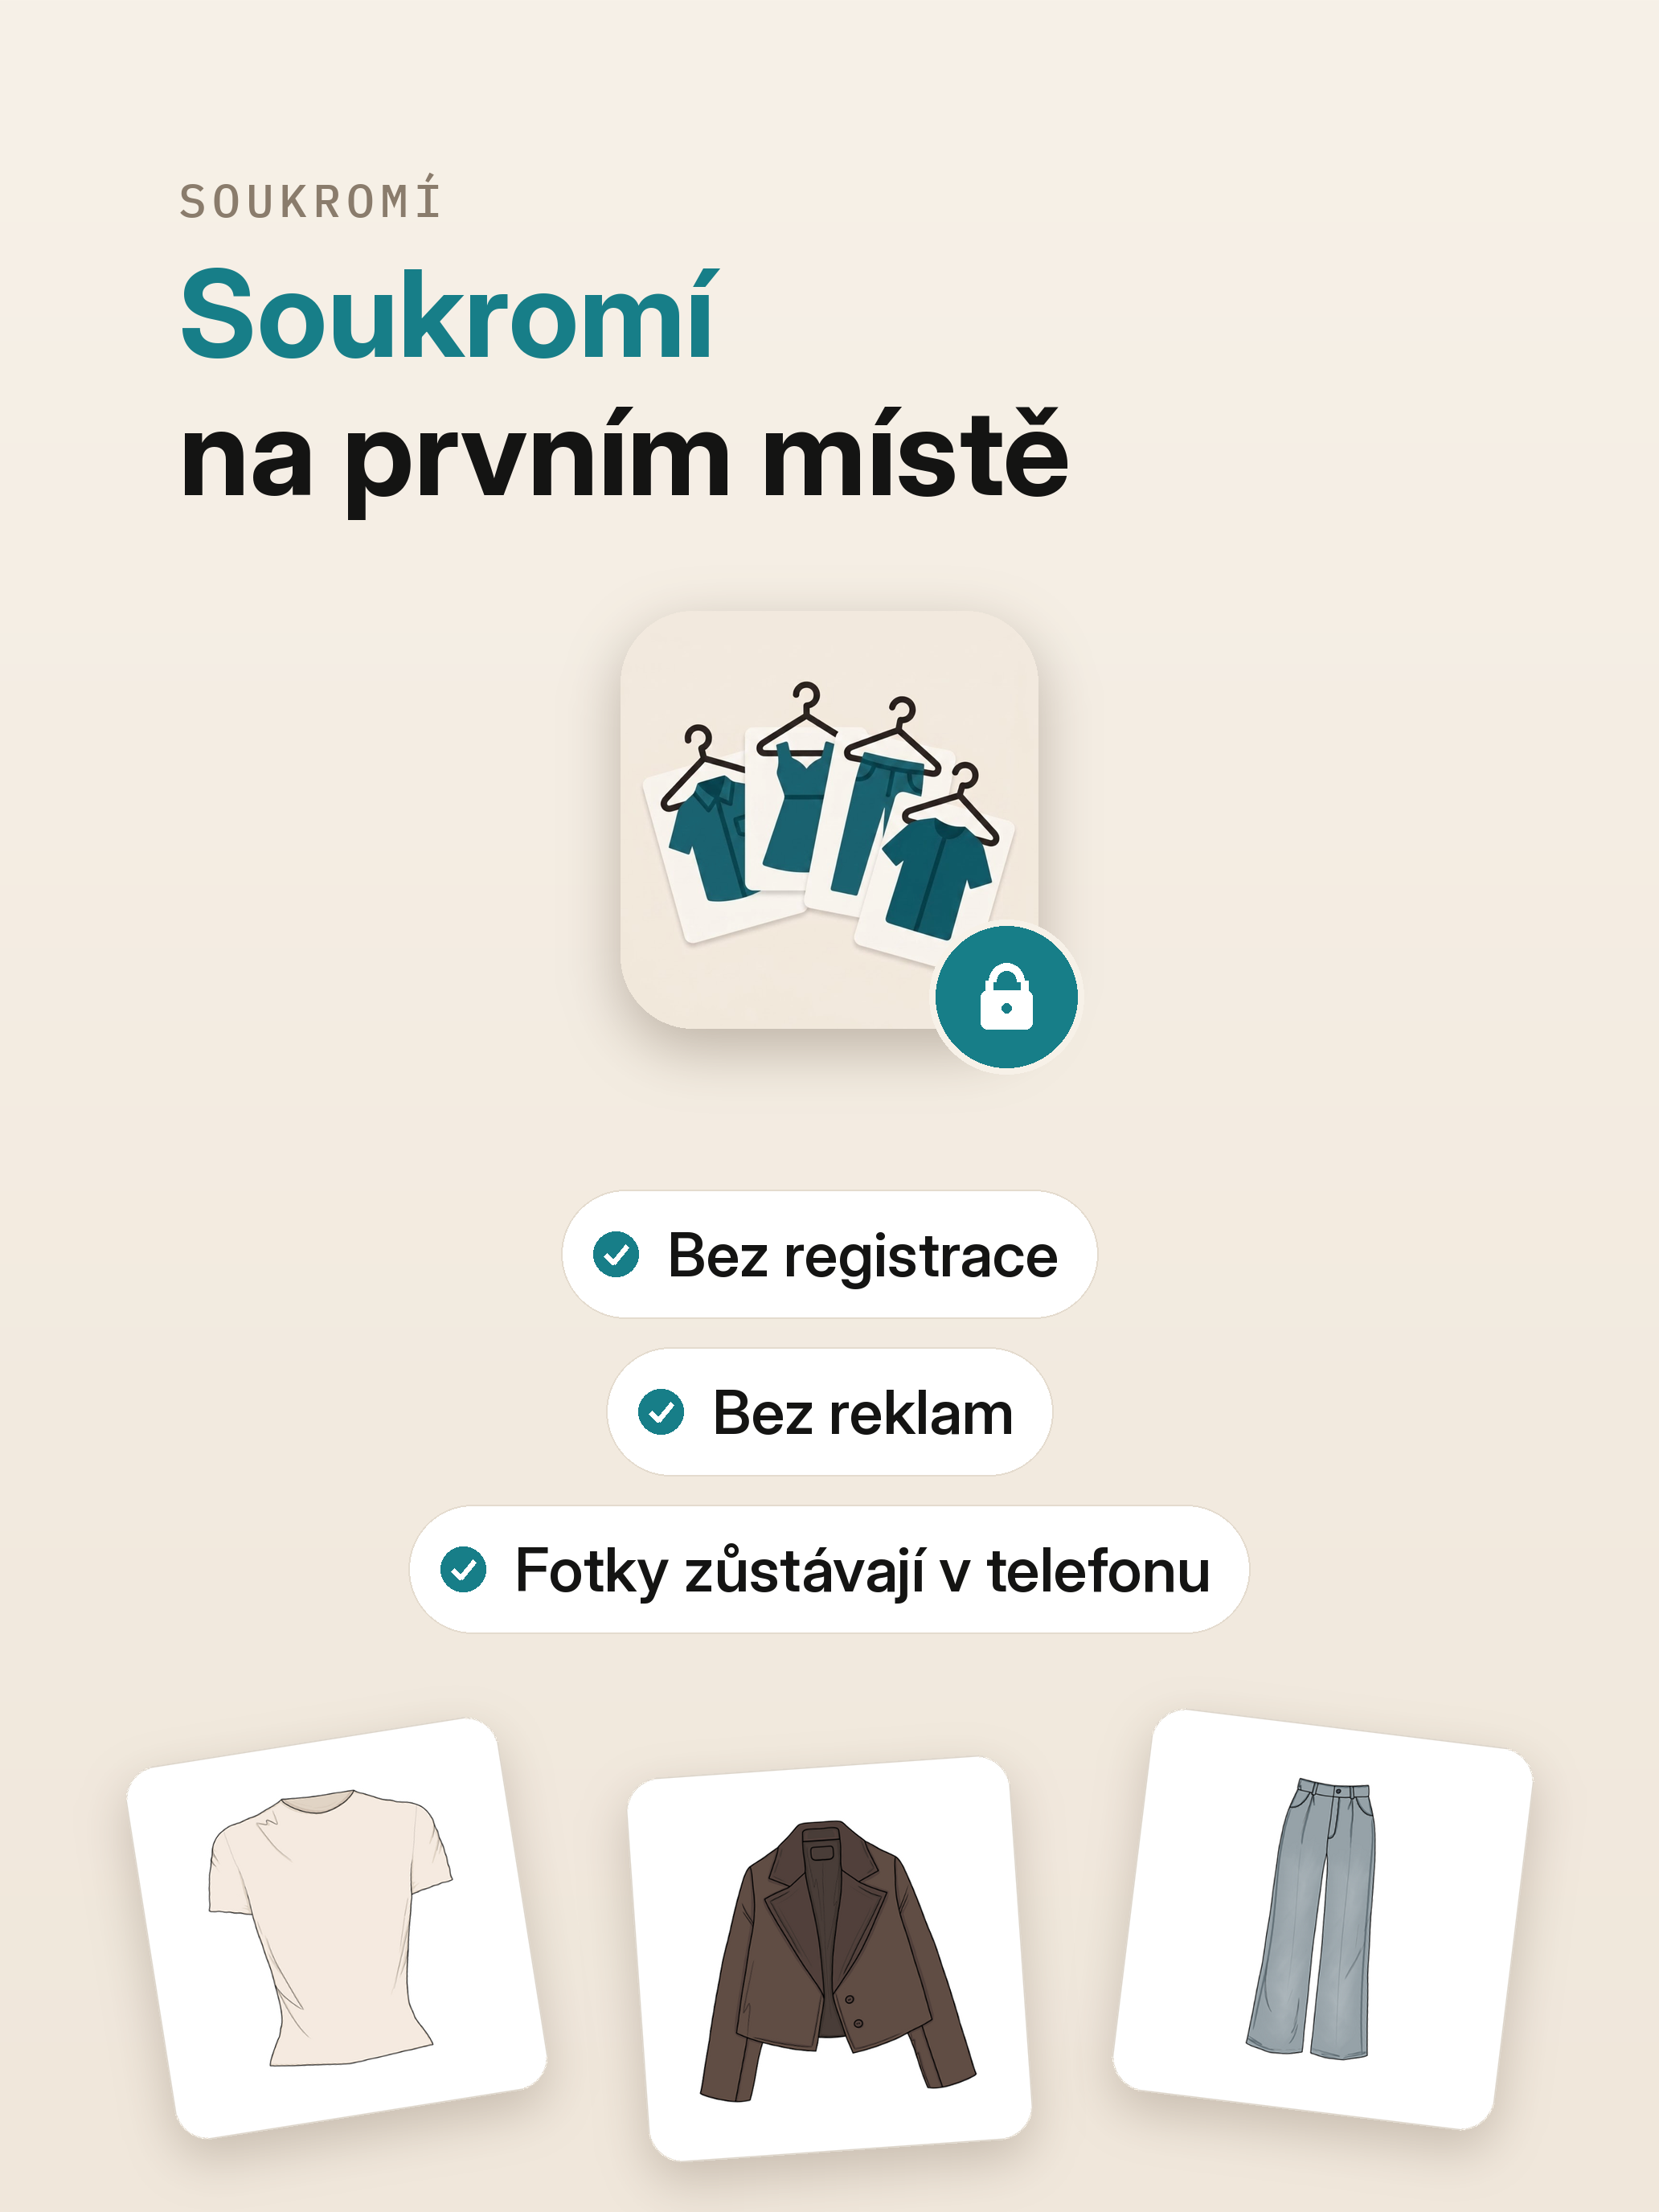 SOUKROMÍ
Soukromí
na prvním místě
Bez registrace
Bez reklam
Fotky zůstávají v telefonu